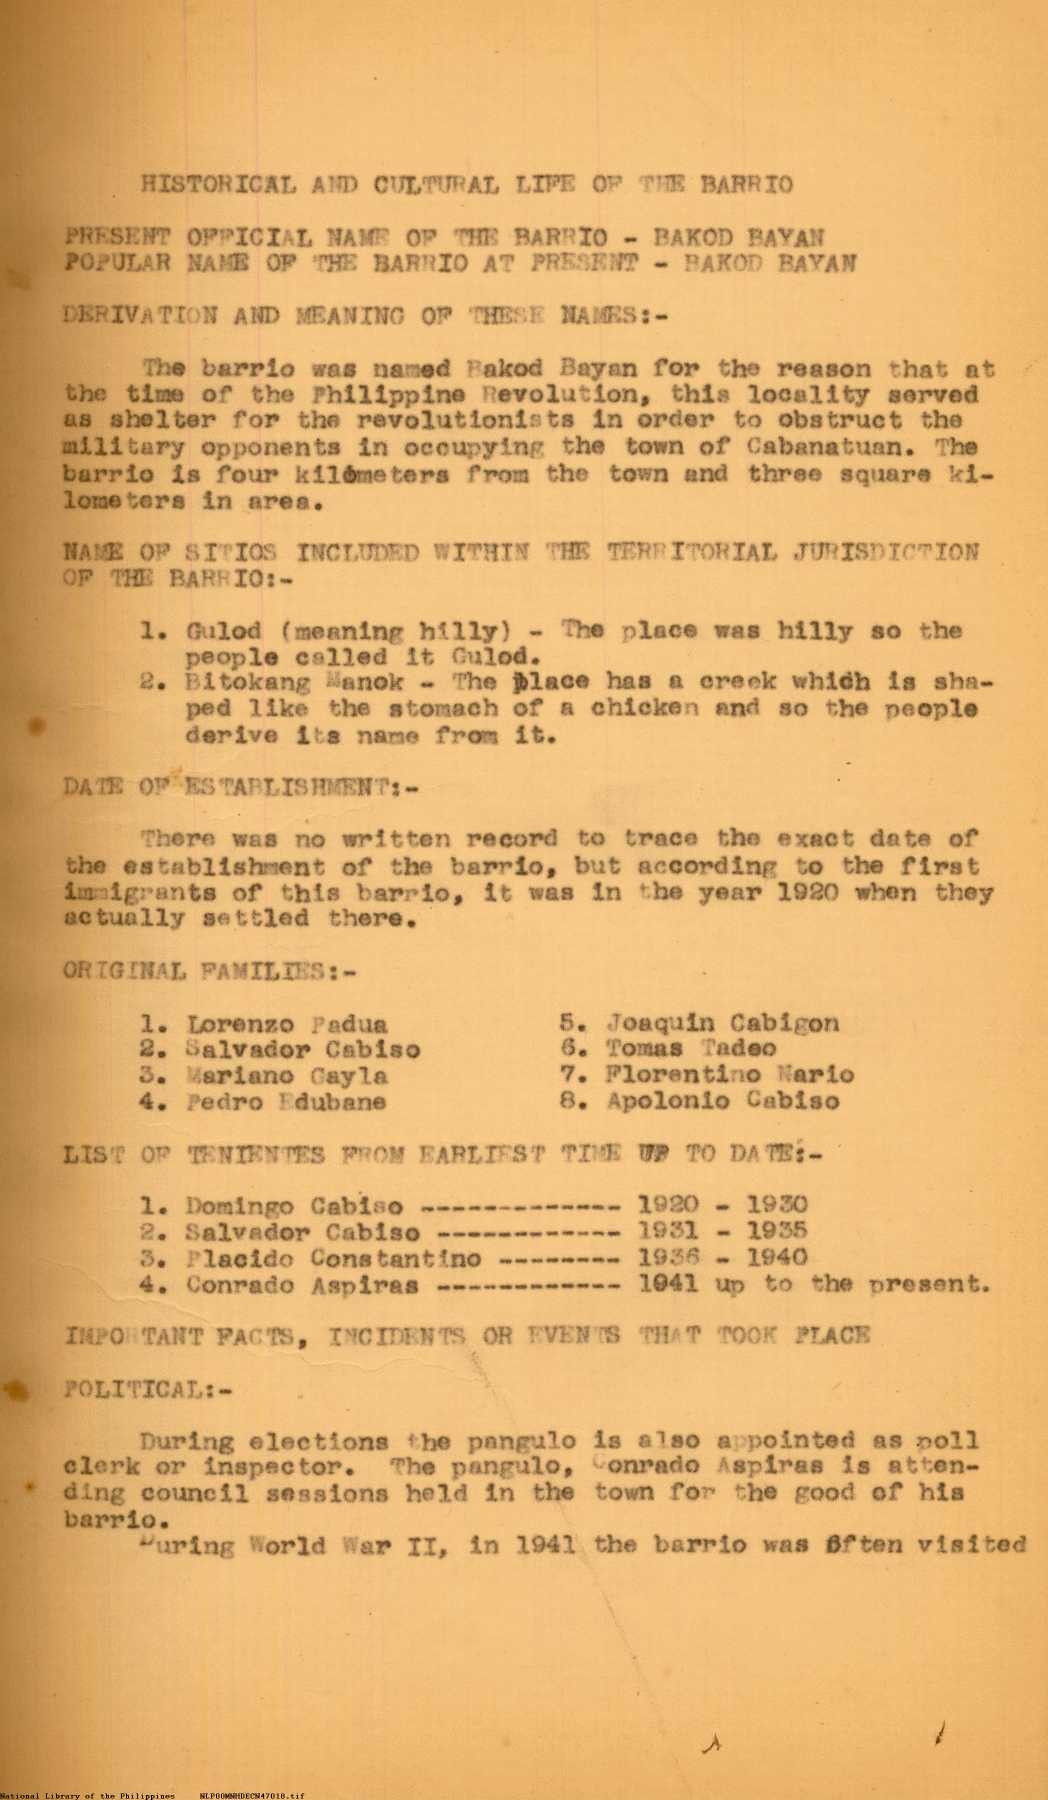 HISTORICAL AND CULTURAL LIFE OF THE BARRIO
PRESENT OFFICIAL NAME OF THE BARRIO - BAKOD BAYAN
POPULAR NAME OF THE BARRIO AT PRESENT - BAKOD BAYAN
DERIVATION AND MEANING OF THESE NAMES:-
The barrio was named Bakod Bayan for the reason that at
the time of the Philippine Revolution, this locality served
as shelter for the revolutionists in order to obstruct the
military opponents in occupying the town of Cabanatuan. The
barrio is four kilometers from the town and three square ki-
lometers in area.
NAME OF SITIOS INCLUDED WITHIN THE TERRITORIAL JURISDICTION
OF THE BARRIO:-
1. Gulod (meaning hilly) - The place was hilly so the
people called it Gulod.
2. Bitokang Manok - The place has a creek which is sha-
ped like the stomach of a chicken and so the people
derive its name from it.
DATE OF ESTABLISHMENT:-
There was no written record to trace the exact date of
the establishment of the barrio, but according to the first
immigrants of this barrio, it was in the year 1920 when they
actually settled there.
ORIGINAL FAMILIES:-
1. Lorenzo Padua 5. Joaquin Cabigon
2. Salvador Cabiso 6. Tomas Tadeo
3. Mariano Cayla 7. Florentino Mario
4. Pedro Edubane 8. Apolonio Cabiso
LIST OF TENIENTES FROM EARLIEST TIME UP TO DATE:-
1. Domingo Cabiso ------------- 1920 - 1930
2. Salvador Cabiso ------------ 1931 - 1935
3. Placido Constantino -------- 1936 - 1940
4. Conrado Aspiras ------------ 1941 up to the present.
IMPORTANT FACTS, INCIDENTS OR EVENTS THAT TOOK PLACE
POLITICAL:-
During elections the pangulo is also appointed as poll
clerk or inspector. The pangulo, Conrado Aspiras is atten-
ding council sessions held in the town for the good of his
barrio.
During World War II, in 1941 the barrio was often visited
National Library of the Philippines NLPOOMNHDECN47018.tif